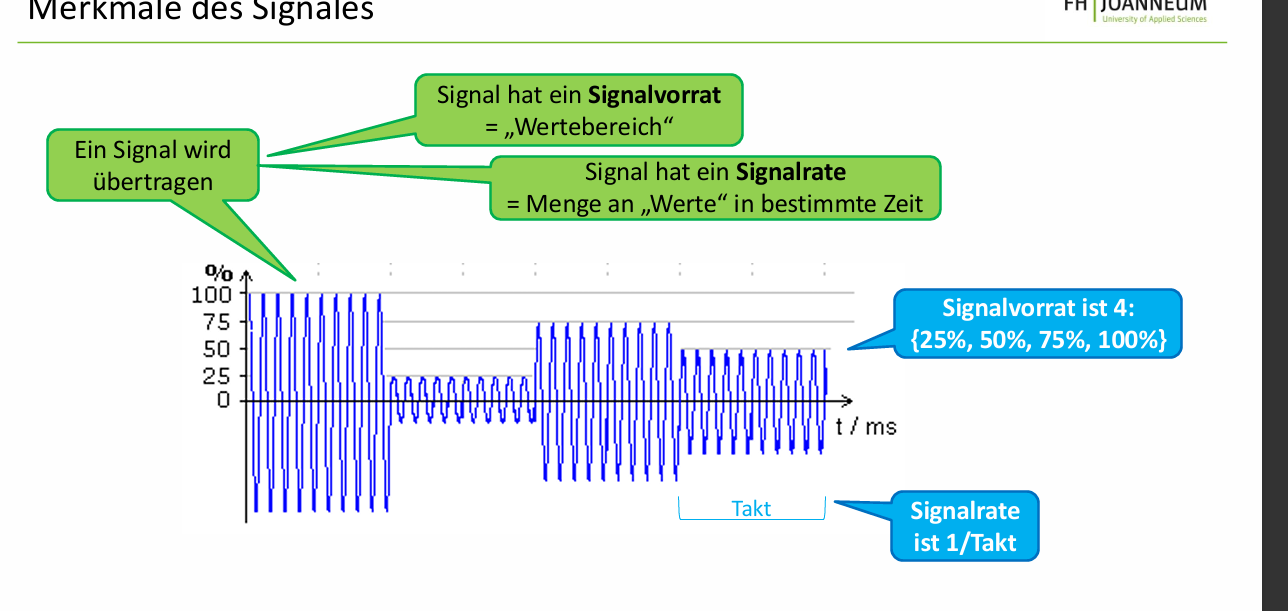 Merkmale des Signales
FH JOANNEUM
University of Applied Sciences
Signal hat ein Signalvorrat
= „Wertebereich“
Ein Signal wird
übertragen
Signal hat ein Signalrate
= Menge an „Werte“ in bestimmte Zeit
%
100
75
50
25
0
t / ms
Signalvorrat ist 4:
{25%, 50%, 75%, 100%}
Takt
Signalrate
ist 1/Takt